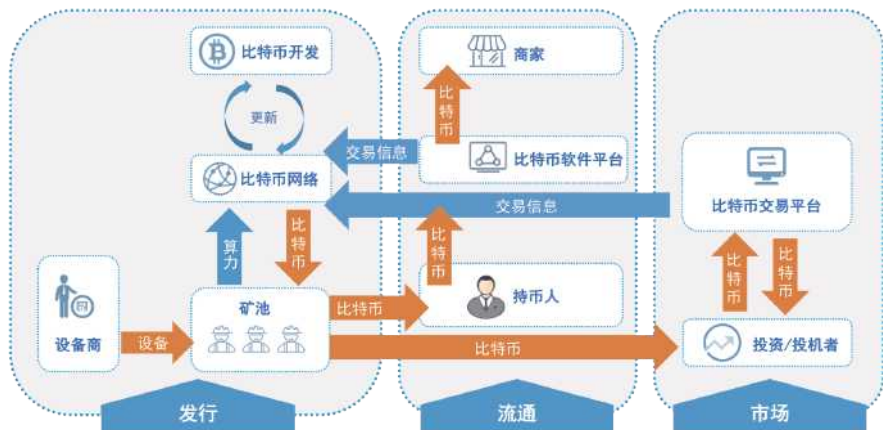 比特币开发
商家
更新
比特币
交易信息
比特币软件平台
比特币网络
交易信息
比特币交易平台
算力
比特币
比特币
比特币
比特币
设备商
设备
矿池
比特币
持币人
比特币
投资/投机者
发行
流通
市场